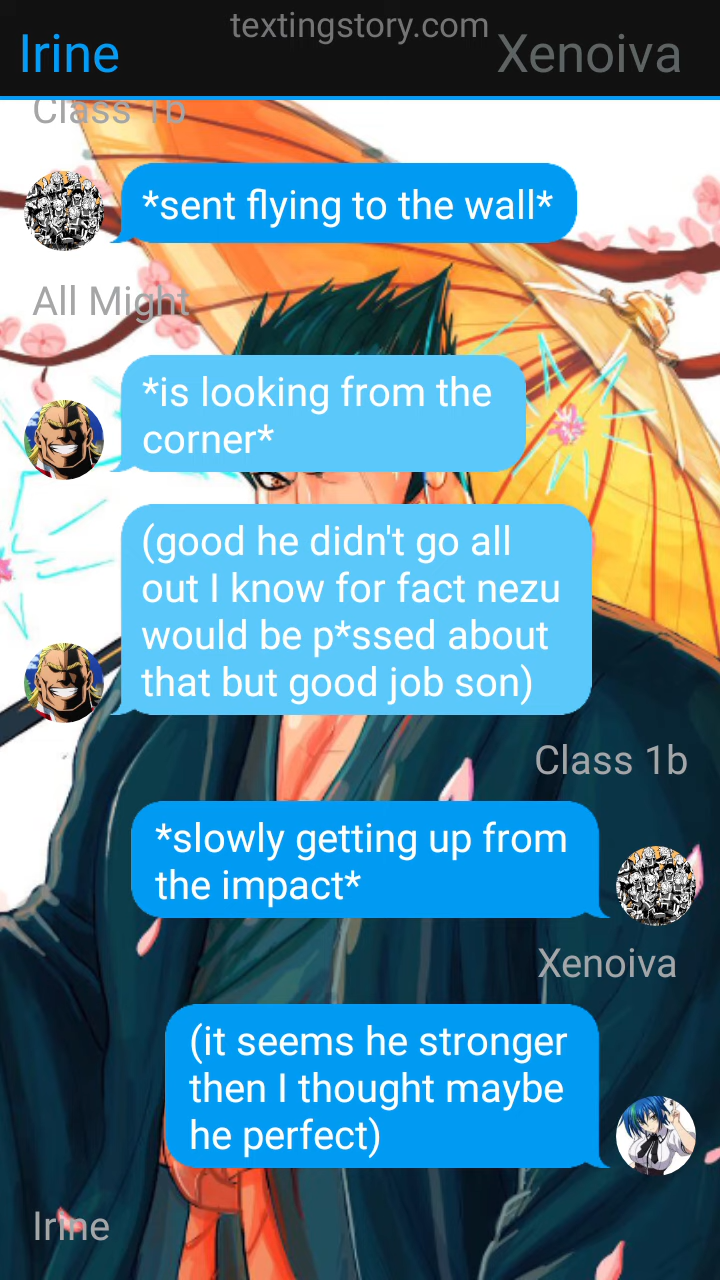 textingstory.com
Irine
Xenoiva
Class 1b
*sent flying to the wall*
All Might
*is looking from the
corner*
(good he didn't go all
out I know for fact nezu
would be p*ssed about
that but good job son)
Class 1b
*slowly getting up from
the impact*
Xenoiva
(it seems he stronger
then I thought maybe
he perfect)
Irine